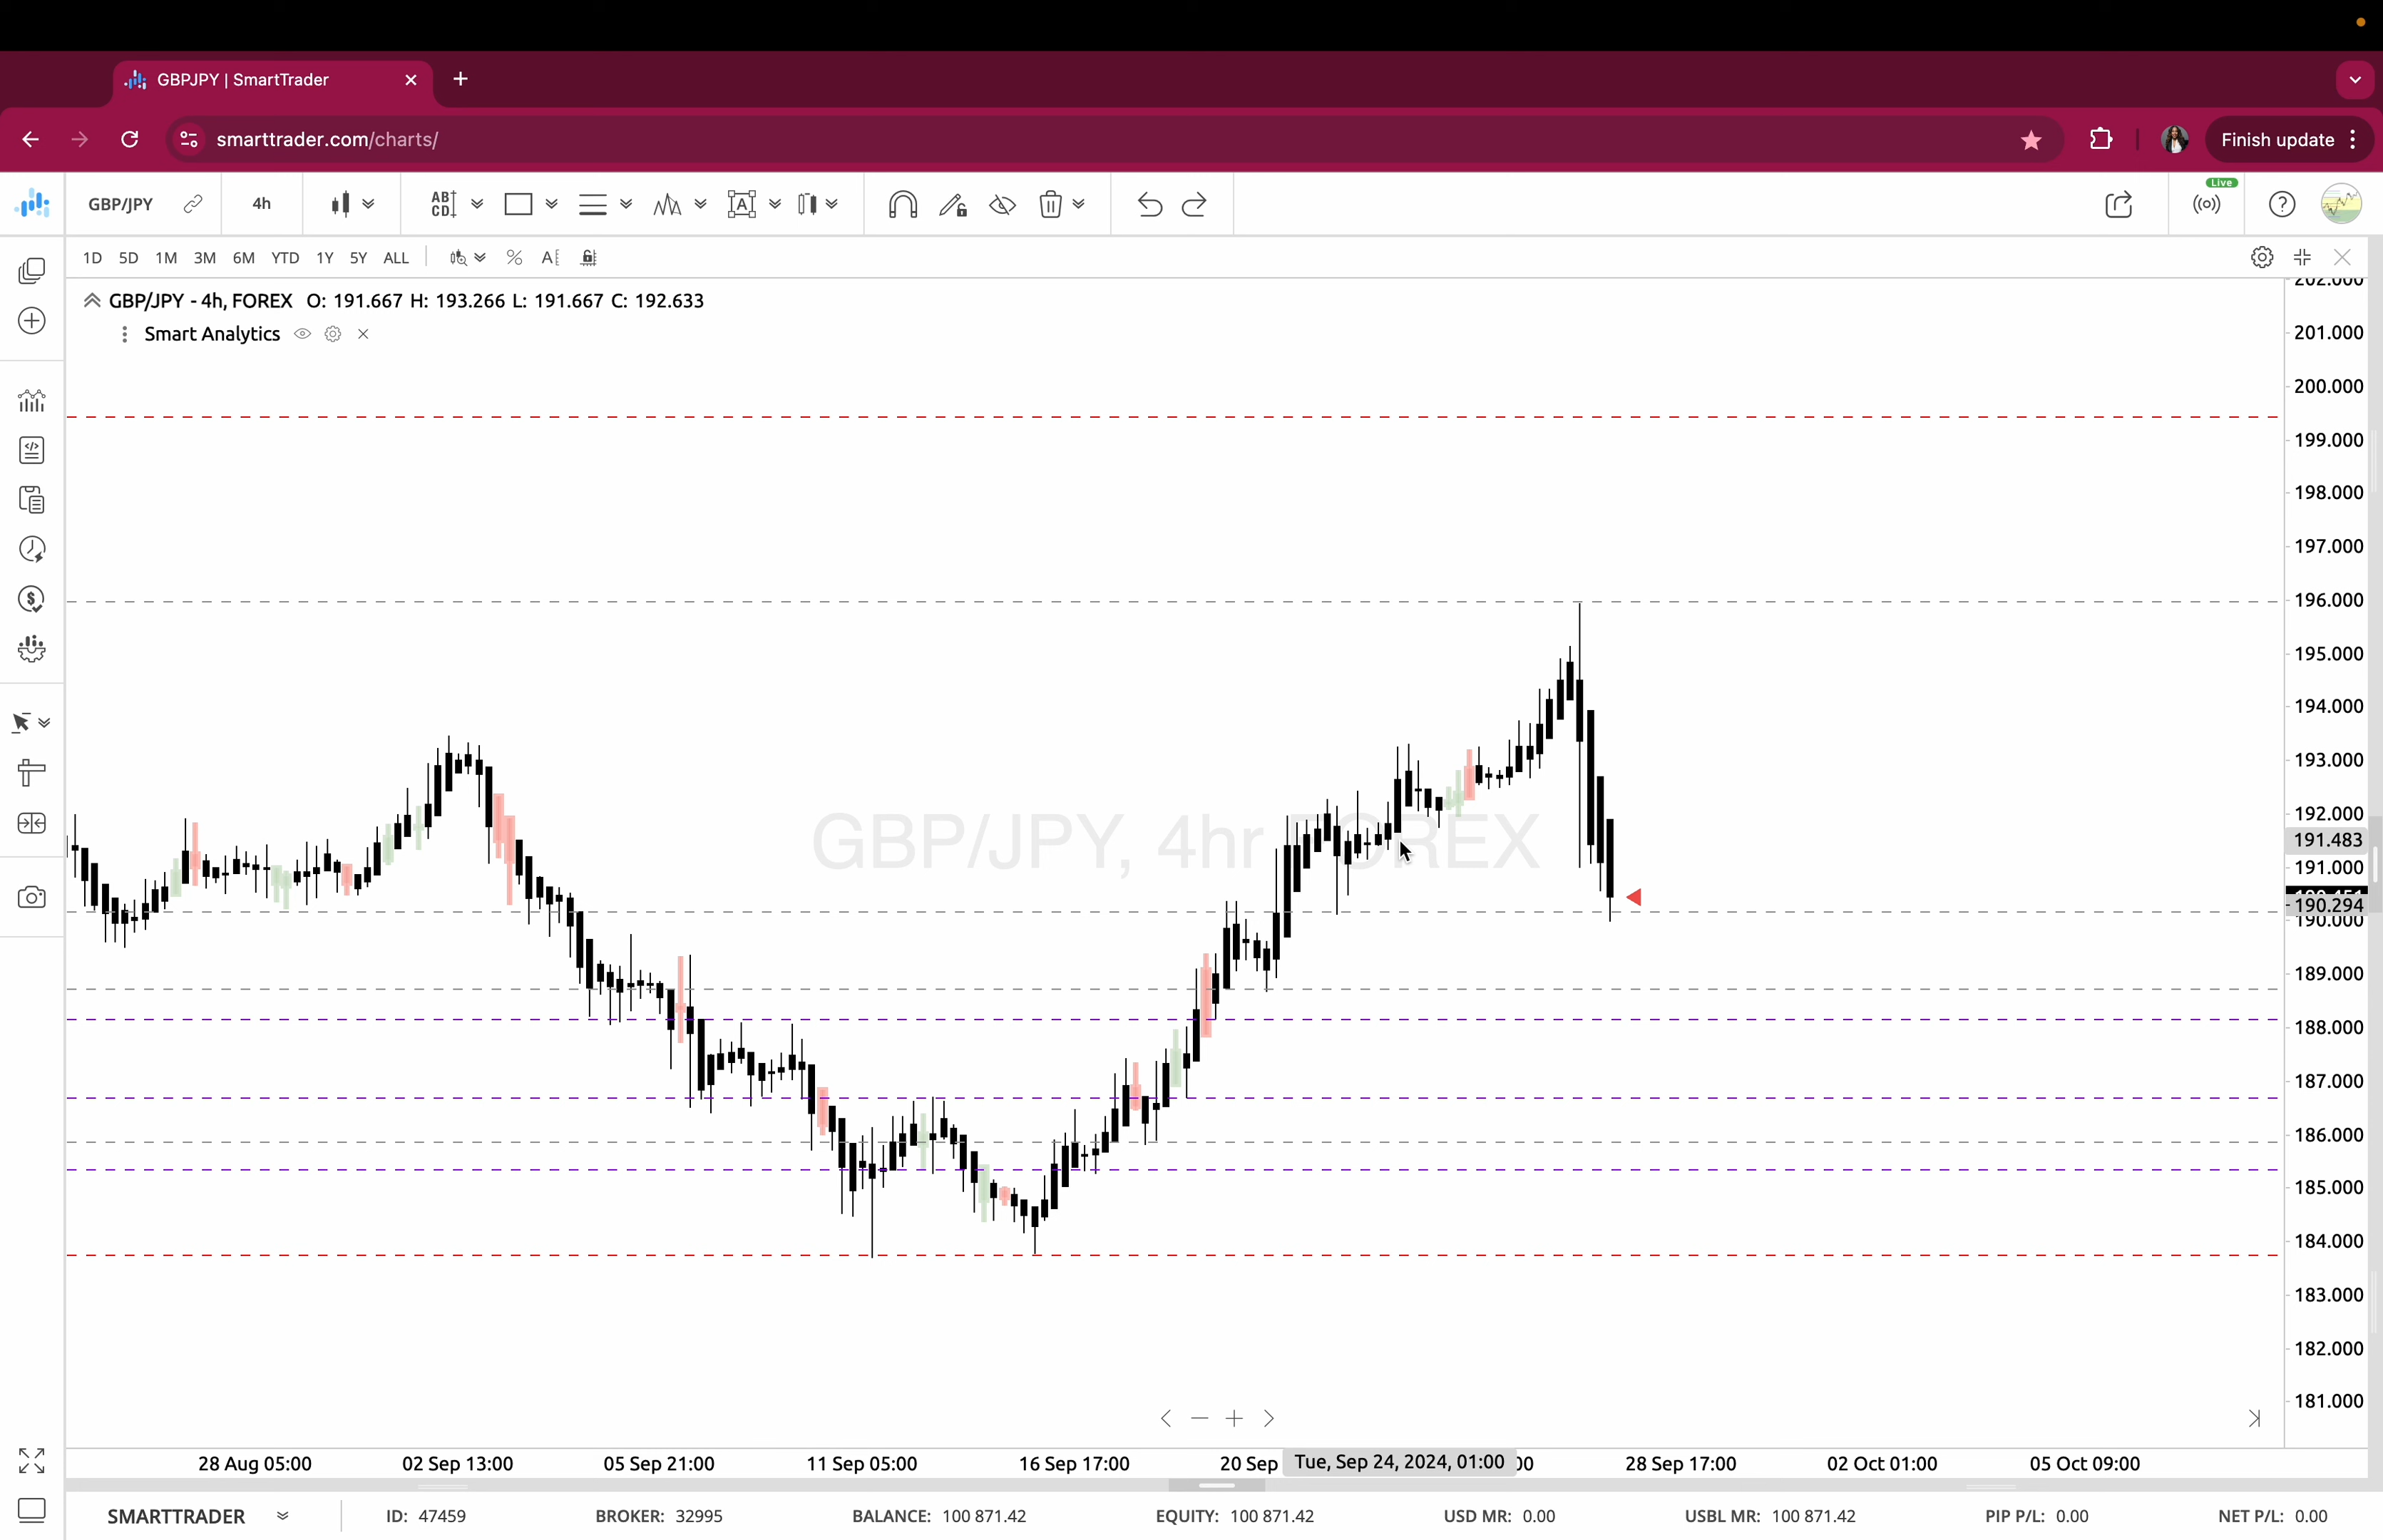 GBPJPY | SmartTrader
smarttrader.com/charts/
Finish update
GBP/JPY 4h
Live
1D 5D 1M 3M 6M YTD 1Y 5Y ALL
GBP/JPY - 4h, FOREX O: 191.667 H: 193.266 L: 191.667 C: 192.633
Smart Analytics
GBP/JPY, 4hr FOREX
202.000
201.000
200.000
199.000
198.000
197.000
196.000
195.000
194.000
193.000
192.000
191.483
191.000
190.294
190.000
189.000
188.000
187.000
186.000
185.000
184.000
183.000
182.000
181.000
28 Aug 05:00 02 Sep 13:00 05 Sep 21:00 11 Sep 05:00 16 Sep 17:00 20 Sep Tue, Sep 24, 2024, 01:00 28 Sep 17:00 02 Oct 01:00 05 Oct 09:00
SMARTTRADER ID: 47459 BROKER: 32995 BALANCE: 100 871.42 EQUITY: 100 871.42 USD MR: 0.00 USBL MR: 100 871.42 PIP P/L: 0.00 NET P/L: 0.00